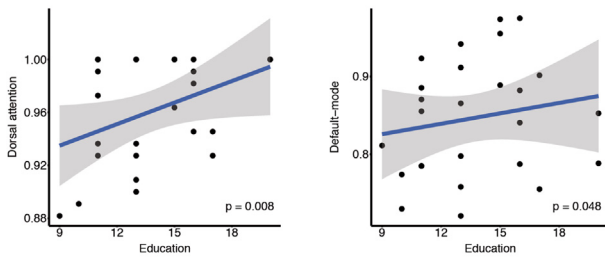 Dorsal attention
1.00
0.96
0.92
0.88
p = 0.008
9 12 15 18
Education
Default-mode
0.9
0.8
p = 0.048
9 12 15 18
Education